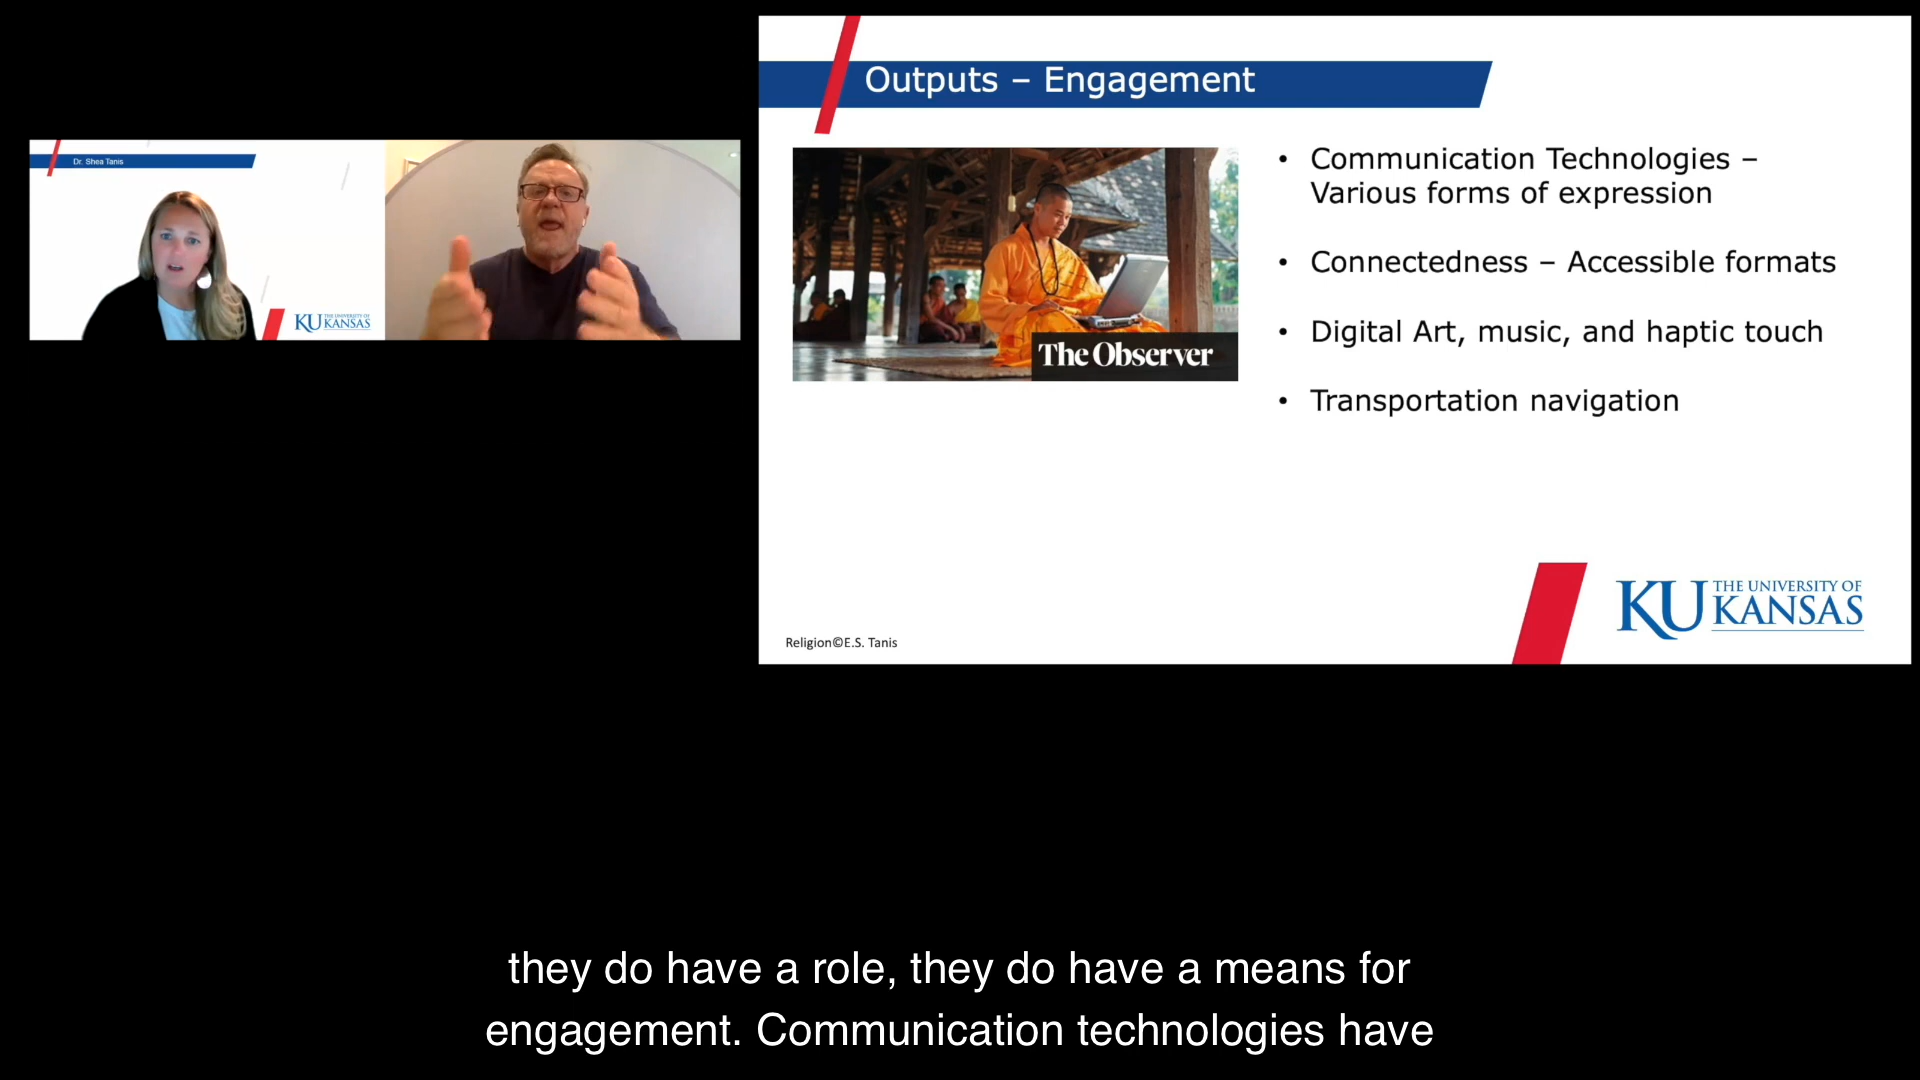 Dr. Shea Tanis
KU THE UNIVERSITY OF
KANSAS
Outputs – Engagement
The Observer
• Communication Technologies –
Various forms of expression
• Connectedness – Accessible formats
• Digital Art, music, and haptic touch
• Transportation navigation
Religion©E.S. Tanis
KU THE UNIVERSITY OF
KANSAS
they do have a role, they do have a means for
engagement. Communication technologies have